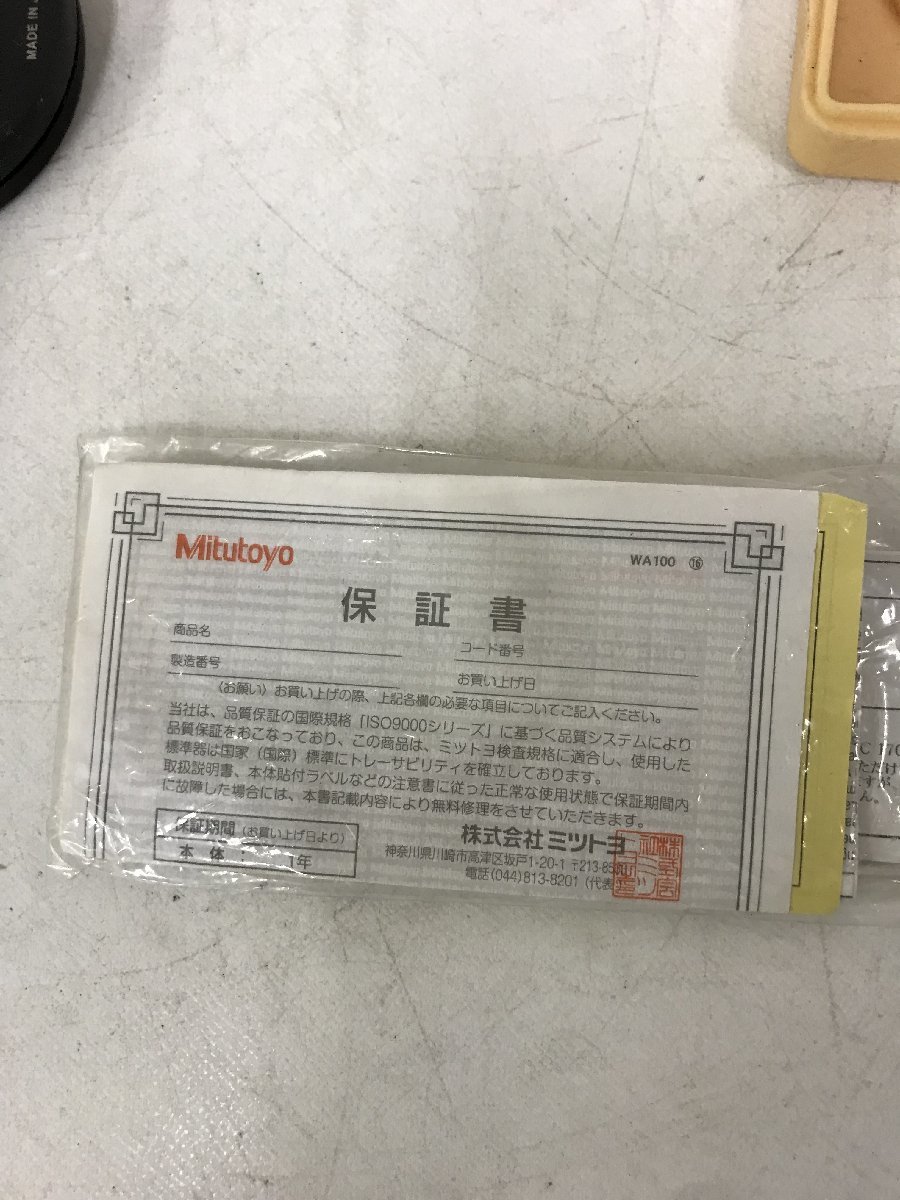 MADE IN
Mitutoyo
WA100 ⑯
保証書
商品名
コード番号
製造番号
お買い上げ日
(お願い)お買い上げの際、上記各欄の必要な項目についてご記入ください。
当社は、品質保証の国際規格「ISO9000シリーズ」に基づく品質システムにより
品質保証をおこなっており、この商品は、ミツトヨ検査規格に適合し、使用した
標準器は国家(国際)標準にトレーサビリティを確立しております。
取扱説明書、本体貼付ラベルなどの注意書に従った正常な使用状態で保証期間内
に故障した場合には、本書記載内容により無料修理をさせていただきます。
保証期間(お買い上げ日より)
本体: 1年
株式会社ミツトヨ
神奈川県川崎市高津区坂戸1-20-1 〒213-85
電話(044)813-8201(代表)
C 170
ただけ
すが
ん。